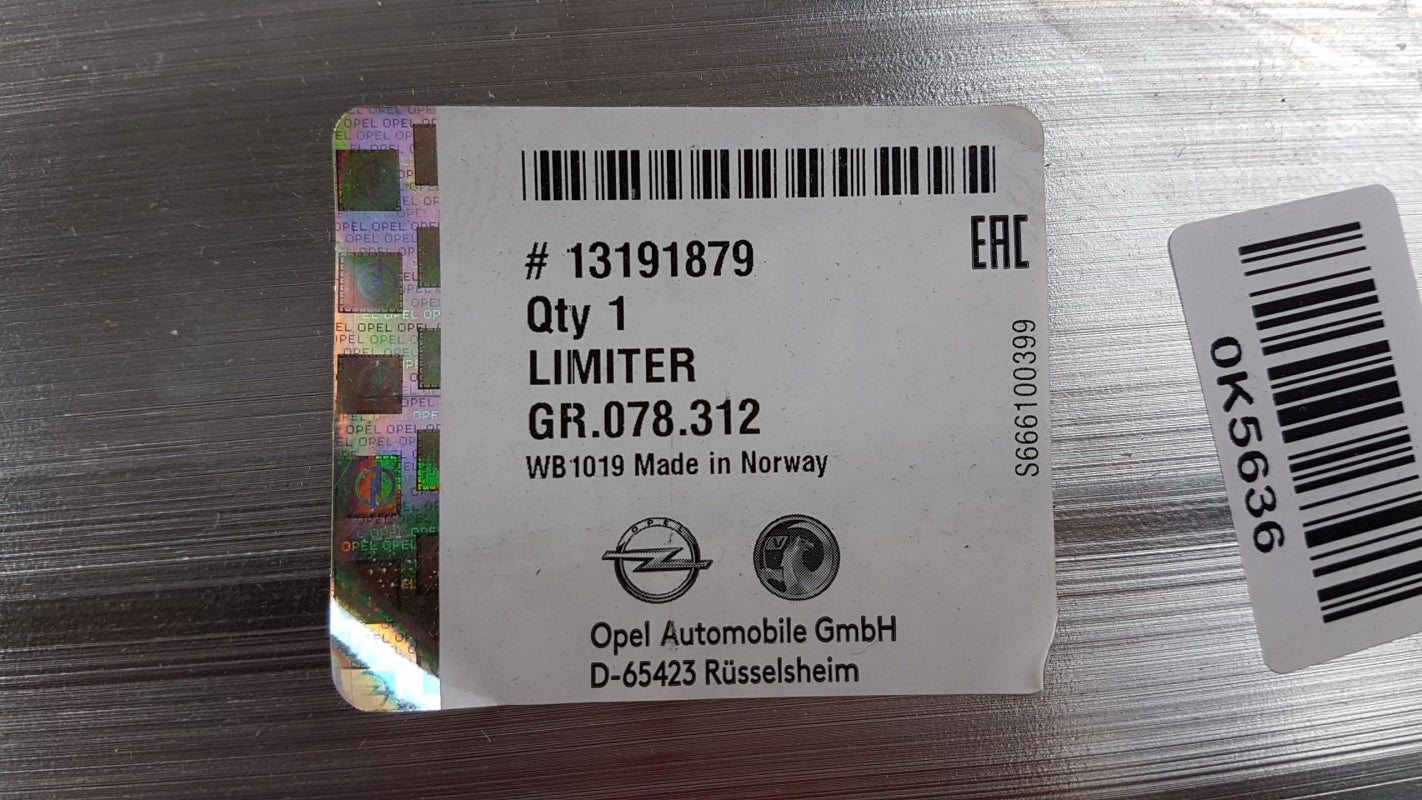 # 13191879
EAC
Qty 1
LIMITER
GR.078.312
WB1019 Made in Norway
S666100399
OPEL
Opel Automobile GmbH
D-65423 Rüsselsheim
0K5636